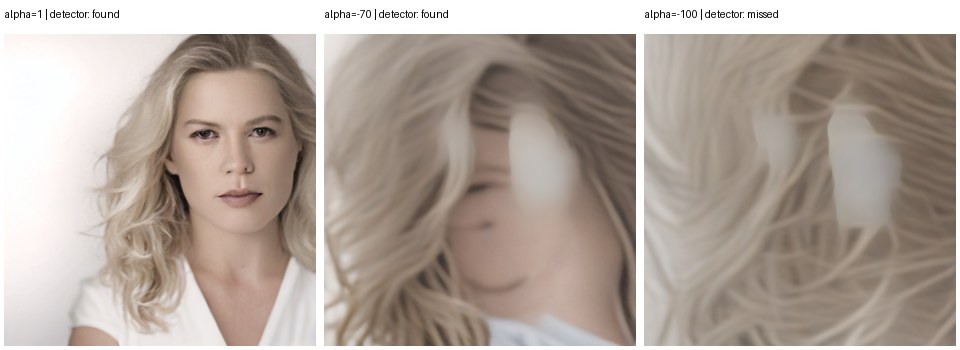 alpha=1 | detector: found
alpha=-70 | detector: found
alpha=-100 | detector: missed